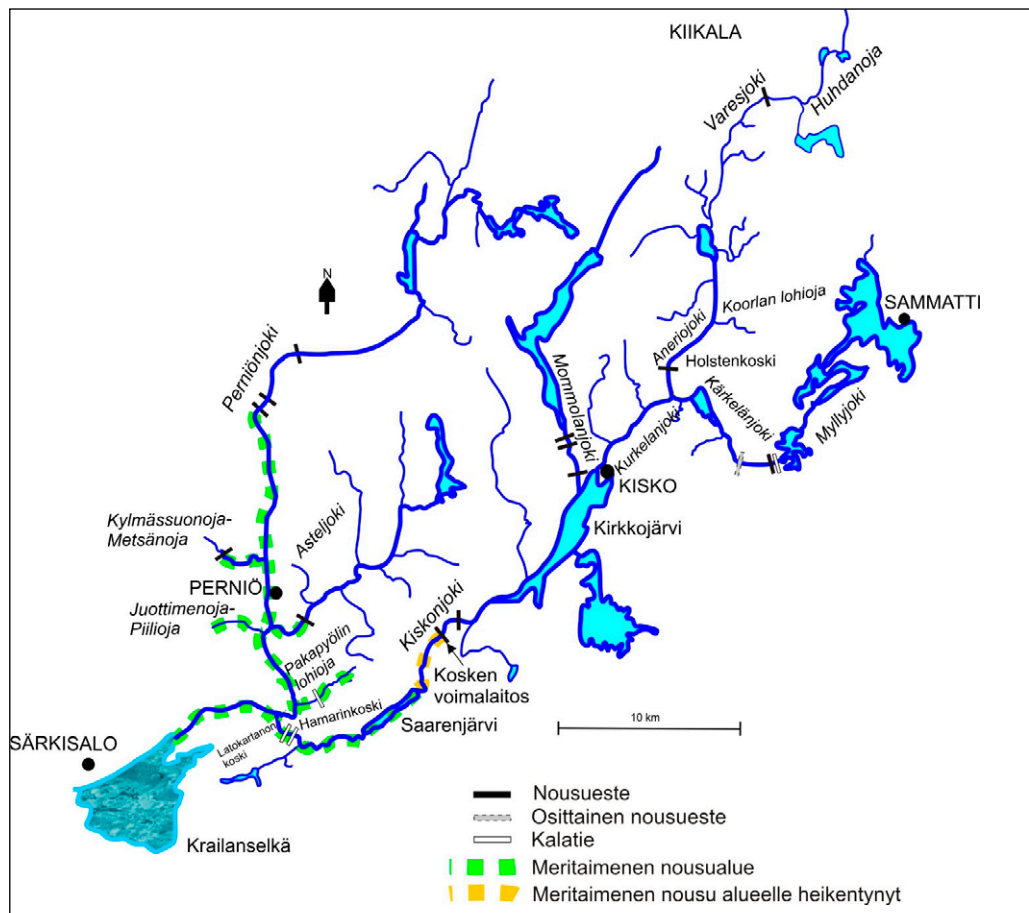 KIIKALA
Huhdanoja
Varesjoki
N
Koorlan lohioja
SAMMATTI
Aneriojoki
Holstenkoski
Perniönjoki
Mommolanjoki
Kärkelänjoki
Myllyjoki
Kurkelanjoki
KISKO
Kirkkojärvi
Kylmässuonoja-
Metsänoja
Asteljoki
PERNIÖ
Juottimenoja-
Piilioja
Kiskonjoki
Pakapyölin
lohioja
Kosken
voimalaitos
Hamarinkoski
Saarenjärvi
Latokartanon
koski
10 km
SÄRKISALO
Krailanselkä
Nousueste
Osittainen nousueste
Kalatie
Meritaimenen nousualue
Meritaimenen nousu alueelle heikentynyt